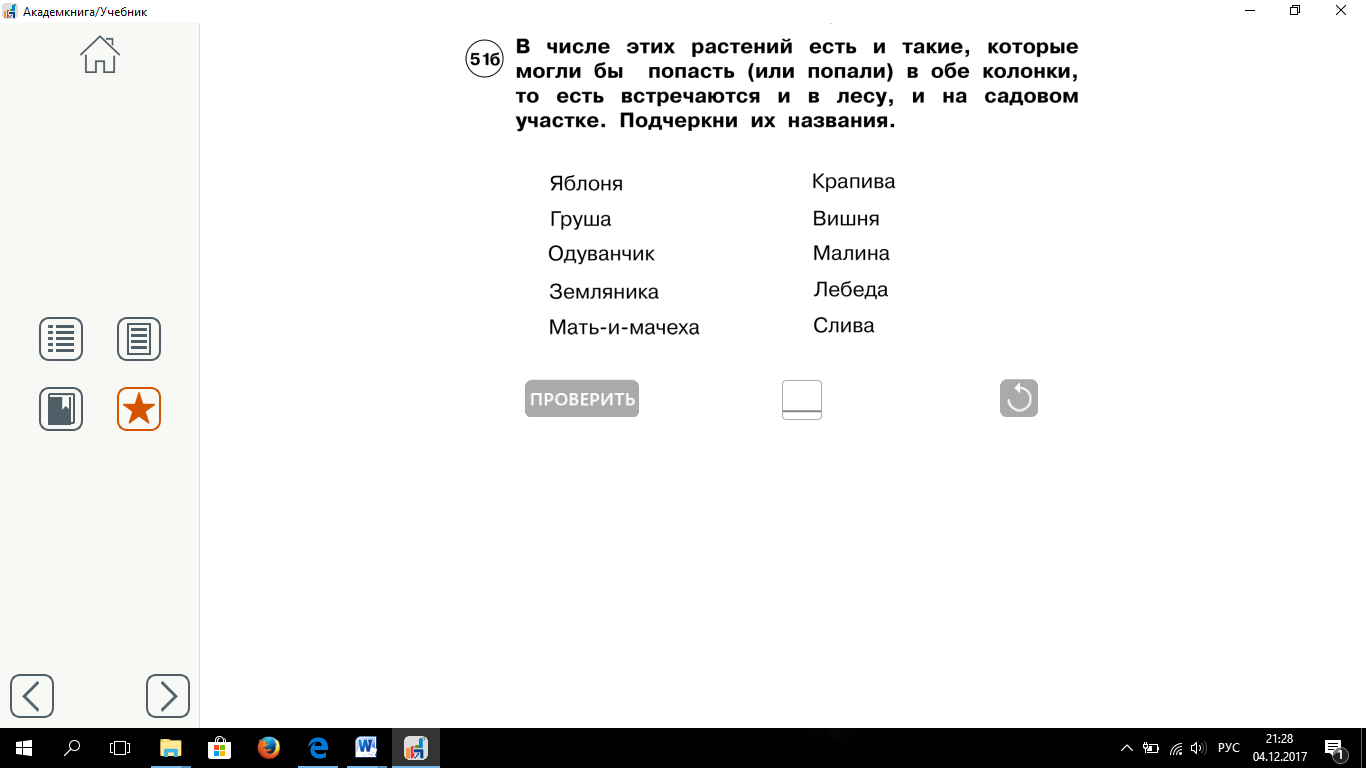 Академкнига/Учебник
51б
В числе этих растений есть и такие, которые
могли бы попасть (или попали) в обе колонки,
то есть встречаются и в лесу, и на садовом
участке. Подчеркни их названия.
Яблоня
Груша
Одуванчик
Земляника
Мать-и-мачеха
Крапива
Вишня
Малина
Лебеда
Слива
ПРОВЕРИТЬ
РУС
21:28
04.12.2017
1